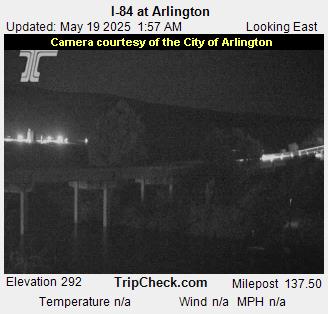 I-84 at Arlington
Updated: May 19 2025 1:57 AM Looking East
Camera courtesy of the City of Arlington
Elevation 292 TripCheck.com Milepost 137.50
Temperature n/a Wind n/a MPH n/a